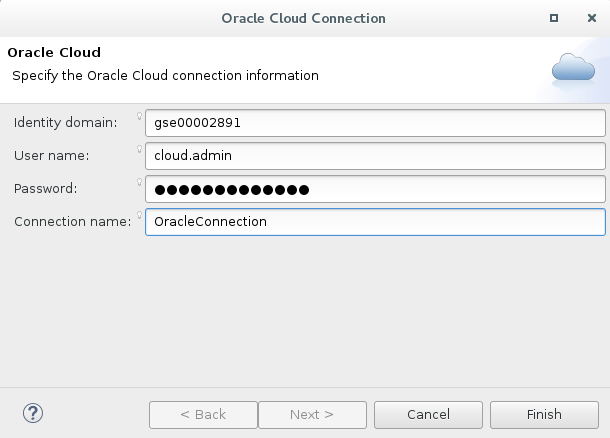 Oracle Cloud Connection
Oracle Cloud
Specify the Oracle Cloud connection information
Identity domain: gse00002891
User name: cloud.admin
Password: ●●●●●●●●●●●●●
Connection name: OracleConnection
? < Back Next > Cancel Finish